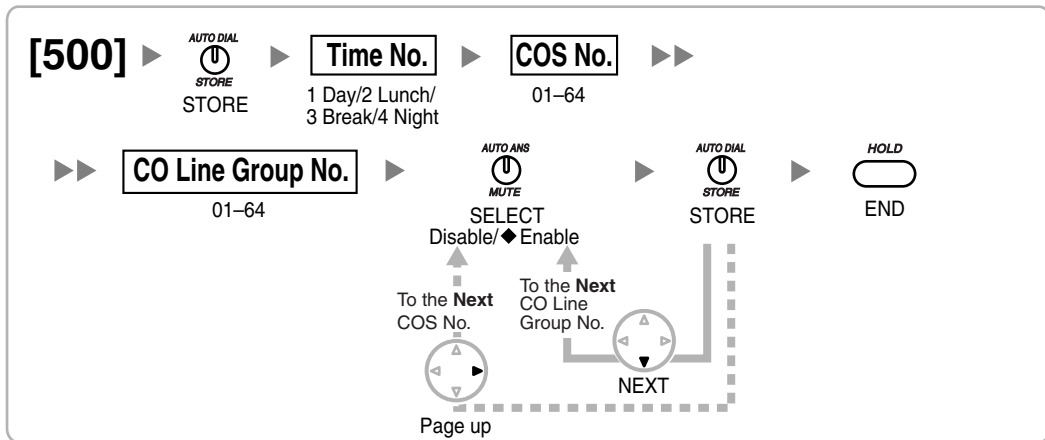 [500]
AUTO DIAL
STORE
STORE
Time No.
1 Day/2 Lunch/
3 Break/4 Night
COS No.
01–64
CO Line Group No.
01–64
AUTO ANS
MUTE
SELECT
Disable/◆Enable
AUTO DIAL
STORE
STORE
HOLD
END
To the Next
COS No.
To the Next
CO Line
Group No.
NEXT
Page up